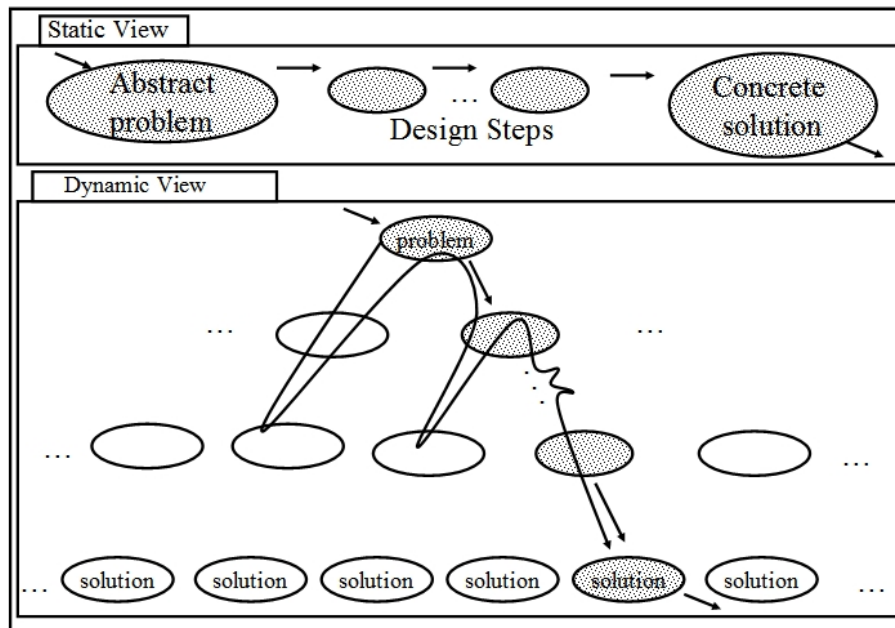 Static View
Abstract
problem
...
Design Steps
Concrete
solution
Dynamic View
problem
... ...
...
... ...
... solution solution solution solution solution solution ...